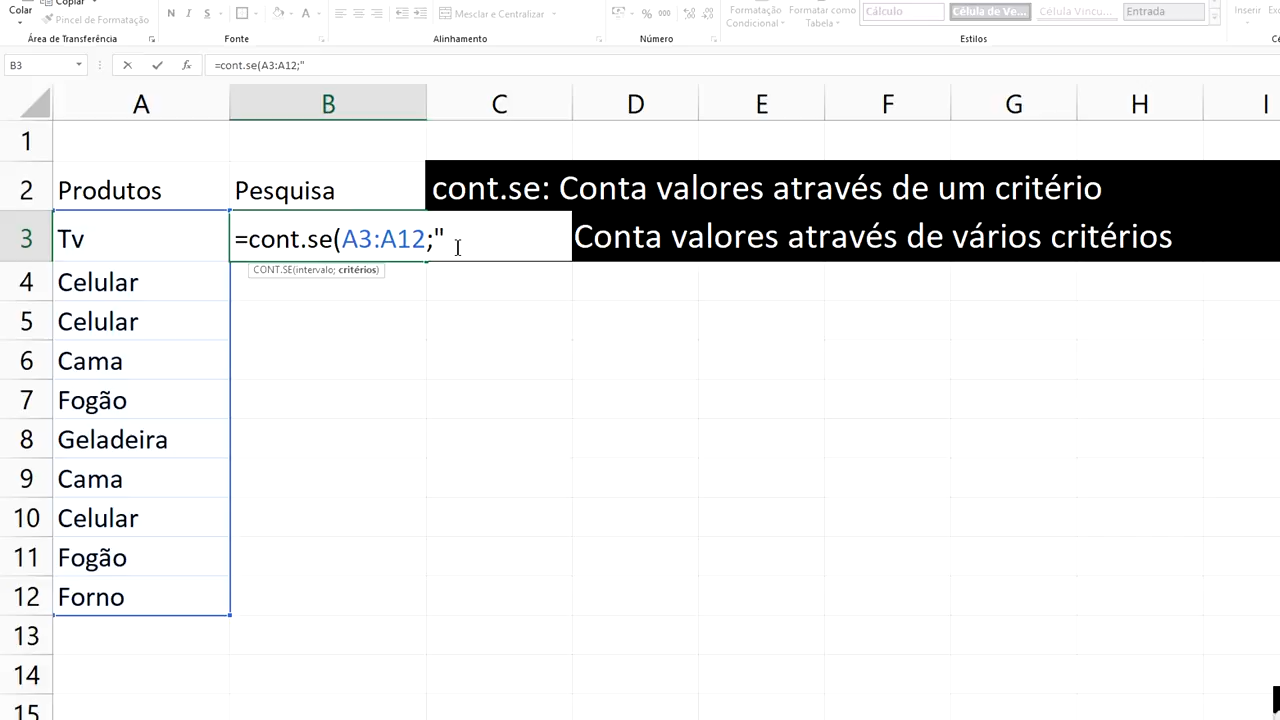 Copiar
Colar
Pincel de Formatação
N I S A
Mesclar e Centralizar
% 000
Formatação Condicional
Formatar como Tabela
Cálculo
Célula de Ve...
Célula Vincu...
Entrada
Inserir
Área de Transferência
Fonte
Alinhamento
Número
Estilos
B3
fx
=cont.se(A3:A12;"
A B C D E F G H I
1
2 Produtos Pesquisa cont.se: Conta valores através de um critério
3 Tv =cont.se(A3:A12;" Conta valores através de vários critérios
CONT.SE(intervalo; critérios)
4 Celular
5 Celular
6 Cama
7 Fogão
8 Geladeira
9 Cama
10 Celular
11 Fogão
12 Forno
13
14
15